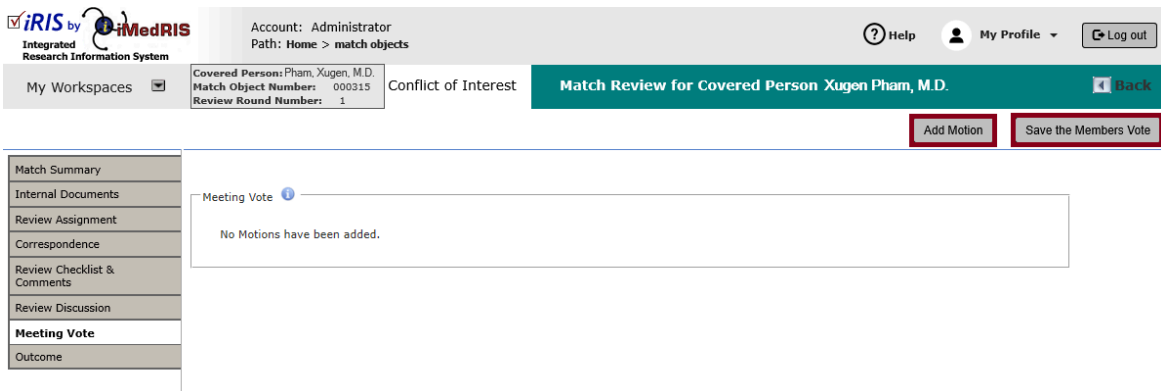 iRIS by iMedRIS
Integrated
Research Information System
Account: Administrator
Path: Home > match objects
Help
My Profile
Log out
My Workspaces
Covered Person: Pham, Xugen, M.D.
Match Object Number: 000315
Review Round Number: 1
Conflict of Interest
Match Review for Covered Person Xugen Pham, M.D.
Back
Add Motion
Save the Members Vote
Match Summary
Internal Documents
Review Assignment
Correspondence
Review Checklist &
Comments
Review Discussion
Meeting Vote
Outcome
Meeting Vote
No Motions have been added.